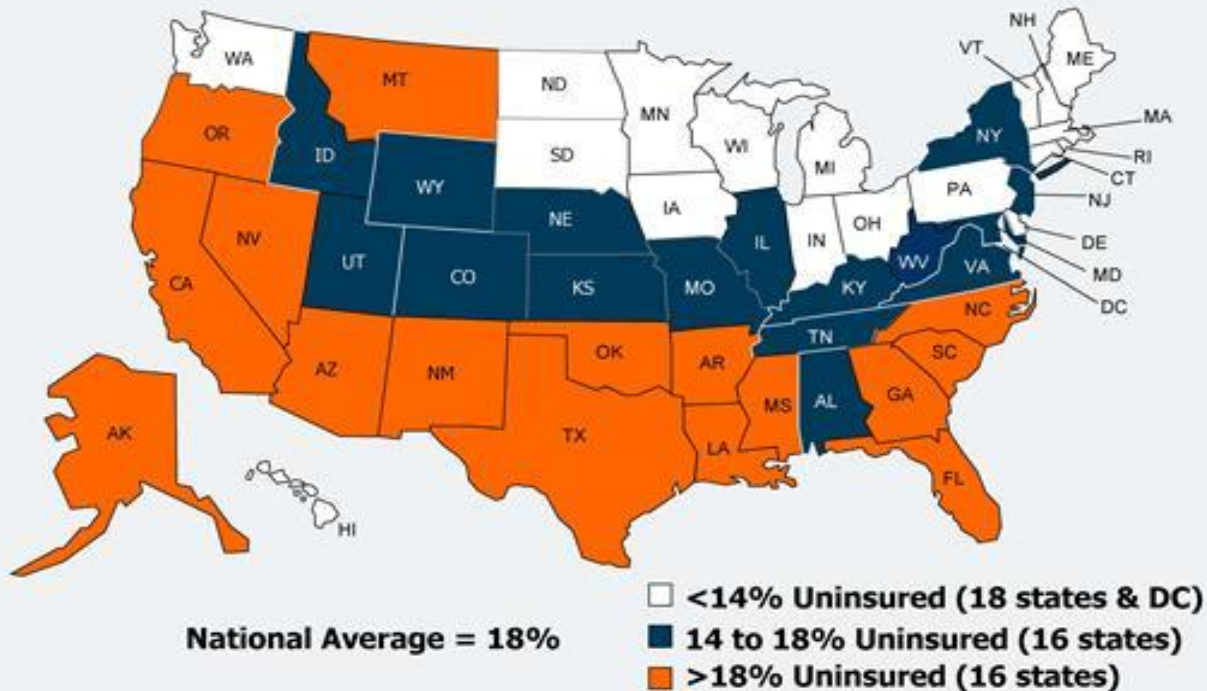 NH
VT
ME
WA
MT
ND
MN
OR
ID
SD
WI
MI
NY
MA
RI
CT
WY
IA
PA
NJ
NE
IL
IN
OH
DE
MD
DC
NV
UT
CO
KS
MO
KY
WV
VA
CA
AZ
NM
OK
AR
TN
NC
SC
TX
LA
MS
AL
GA
FL
AK
HI
National Average = 18%
<14% Uninsured (18 states & DC)
14 to 18% Uninsured (16 states)
>18% Uninsured (16 states)